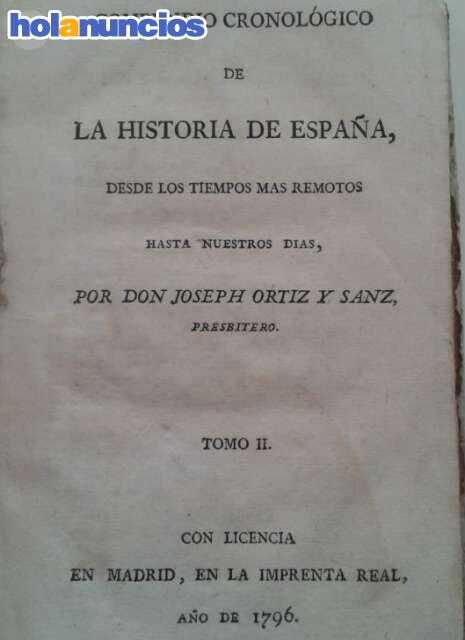 holanuncios
CRONOLÓGICO
DE
LA HISTORIA DE ESPAÑA,
DESDE LOS TIEMPOS MAS REMOTOS
HASTA NUESTROS DIAS,
POR DON JOSEPH ORTIZ Y SANZ,
PRESBITERO.
TOMO II.
CON LICENCIA
EN MADRID, EN LA IMPRENTA REAL,
AÑO DE 1796.